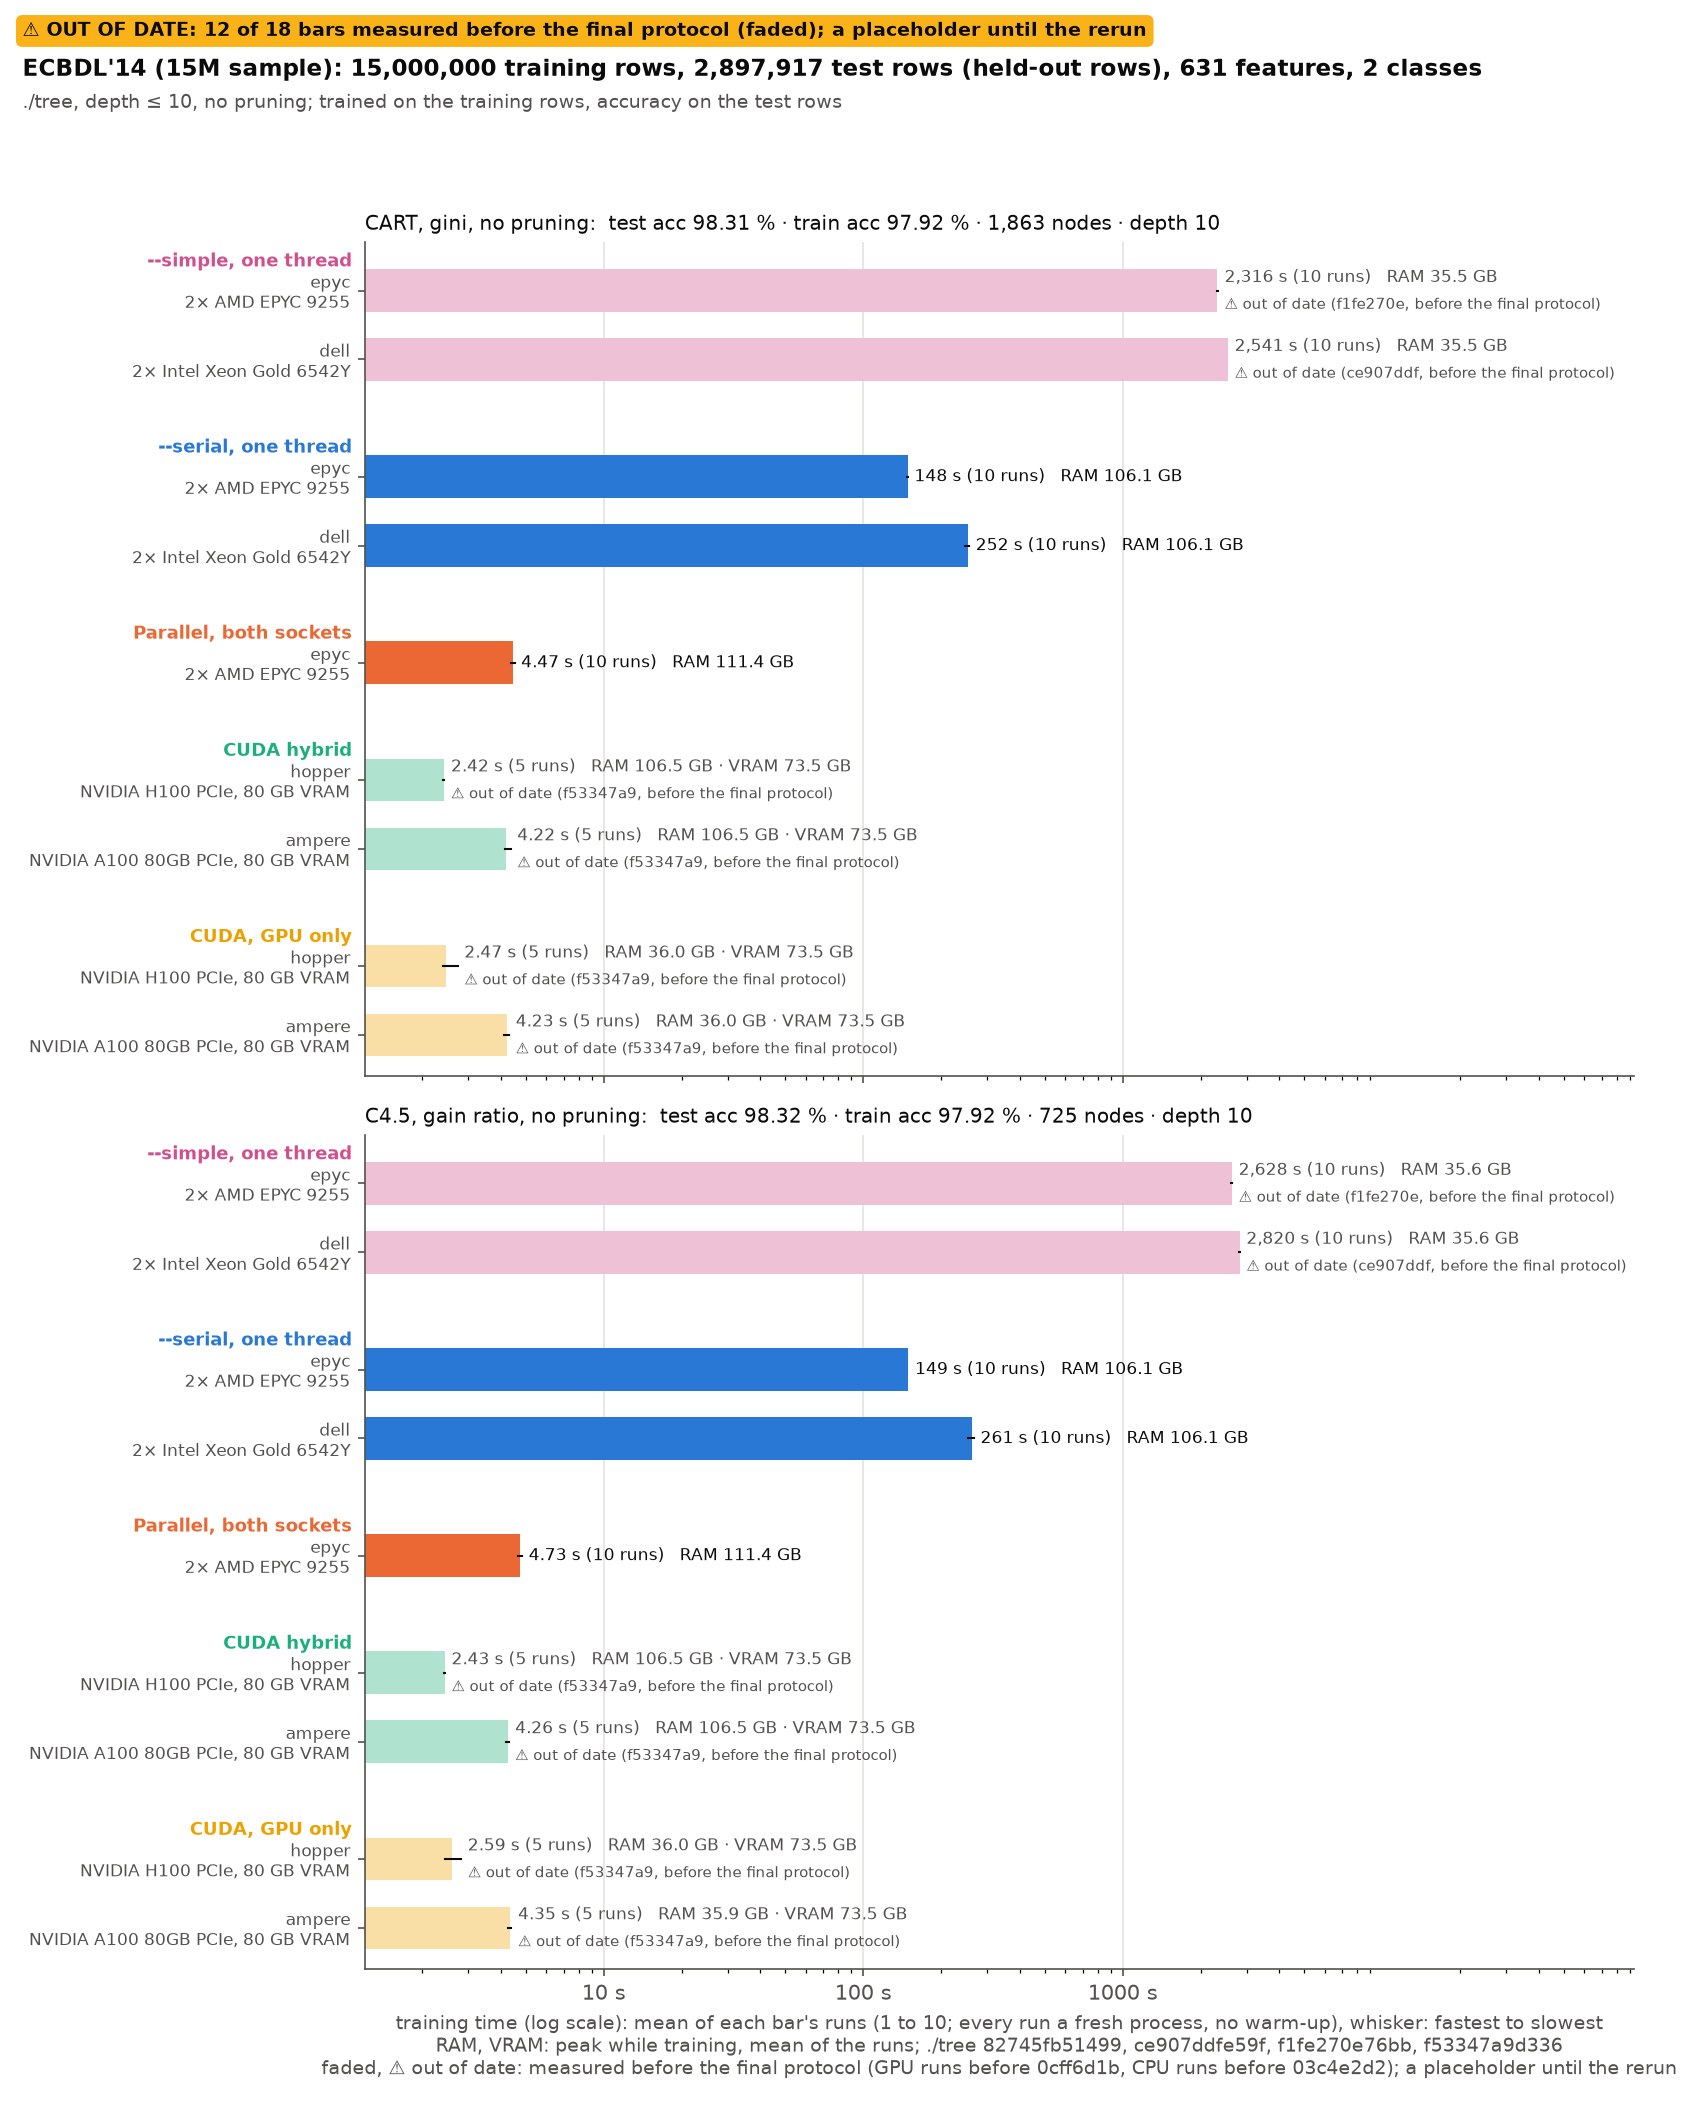 ⚠ OUT OF DATE: 12 of 18 bars measured before the final protocol (faded); a placeholder until the rerun
ECBDL'14 (15M sample): 15,000,000 training rows, 2,897,917 test rows (held-out rows), 631 features, 2 classes
./tree, depth ≤ 10, no pruning; trained on the training rows, accuracy on the test rows
CART, gini, no pruning:  test acc 98.31 % · train acc 97.92 % · 1,863 nodes · depth 10
--simple, one thread
epyc
2× AMD EPYC 9255
2,316 s (10 runs)   RAM 35.5 GB
⚠ out of date (f1fe270e, before the final protocol)
dell
2× Intel Xeon Gold 6542Y
2,541 s (10 runs)   RAM 35.5 GB
⚠ out of date (ce907ddf, before the final protocol)
--serial, one thread
epyc
2× AMD EPYC 9255
148 s (10 runs)   RAM 106.1 GB
dell
2× Intel Xeon Gold 6542Y
252 s (10 runs)   RAM 106.1 GB
Parallel, both sockets
epyc
2× AMD EPYC 9255
4.47 s (10 runs)   RAM 111.4 GB
CUDA hybrid
hopper
NVIDIA H100 PCIe, 80 GB VRAM
2.42 s (5 runs)   RAM 106.5 GB · VRAM 73.5 GB
⚠ out of date (f53347a9, before the final protocol)
ampere
NVIDIA A100 80GB PCIe, 80 GB VRAM
4.22 s (5 runs)   RAM 106.5 GB · VRAM 73.5 GB
⚠ out of date (f53347a9, before the final protocol)
CUDA, GPU only
hopper
NVIDIA H100 PCIe, 80 GB VRAM
2.47 s (5 runs)   RAM 36.0 GB · VRAM 73.5 GB
⚠ out of date (f53347a9, before the final protocol)
ampere
NVIDIA A100 80GB PCIe, 80 GB VRAM
4.23 s (5 runs)   RAM 36.0 GB · VRAM 73.5 GB
⚠ out of date (f53347a9, before the final protocol)
C4.5, gain ratio, no pruning:  test acc 98.32 % · train acc 97.92 % · 725 nodes · depth 10
--simple, one thread
epyc
2× AMD EPYC 9255
2,628 s (10 runs)   RAM 35.6 GB
⚠ out of date (f1fe270e, before the final protocol)
dell
2× Intel Xeon Gold 6542Y
2,820 s (10 runs)   RAM 35.6 GB
⚠ out of date (ce907ddf, before the final protocol)
--serial, one thread
epyc
2× AMD EPYC 9255
149 s (10 runs)   RAM 106.1 GB
dell
2× Intel Xeon Gold 6542Y
261 s (10 runs)   RAM 106.1 GB
Parallel, both sockets
epyc
2× AMD EPYC 9255
4.73 s (10 runs)   RAM 111.4 GB
CUDA hybrid
hopper
NVIDIA H100 PCIe, 80 GB VRAM
2.43 s (5 runs)   RAM 106.5 GB · VRAM 73.5 GB
⚠ out of date (f53347a9, before the final protocol)
ampere
NVIDIA A100 80GB PCIe, 80 GB VRAM
4.26 s (5 runs)   RAM 106.5 GB · VRAM 73.5 GB
⚠ out of date (f53347a9, before the final protocol)
CUDA, GPU only
hopper
NVIDIA H100 PCIe, 80 GB VRAM
2.59 s (5 runs)   RAM 36.0 GB · VRAM 73.5 GB
⚠ out of date (f53347a9, before the final protocol)
ampere
NVIDIA A100 80GB PCIe, 80 GB VRAM
4.35 s (5 runs)   RAM 35.9 GB · VRAM 73.5 GB
⚠ out of date (f53347a9, before the final protocol)
10 s 100 s 1000 s
training time (log scale): mean of each bar's runs (1 to 10; every run a fresh process, no warm-up), whisker: fastest to slowest
RAM, VRAM: peak while training, mean of the runs; ./tree 82745fb51499, ce907ddfe59f, f1fe270e76bb, f53347a9d336
faded, ⚠ out of date: measured before the final protocol (GPU runs before 0cff6d1b, CPU runs before 03c4e2d2); a placeholder until the rerun